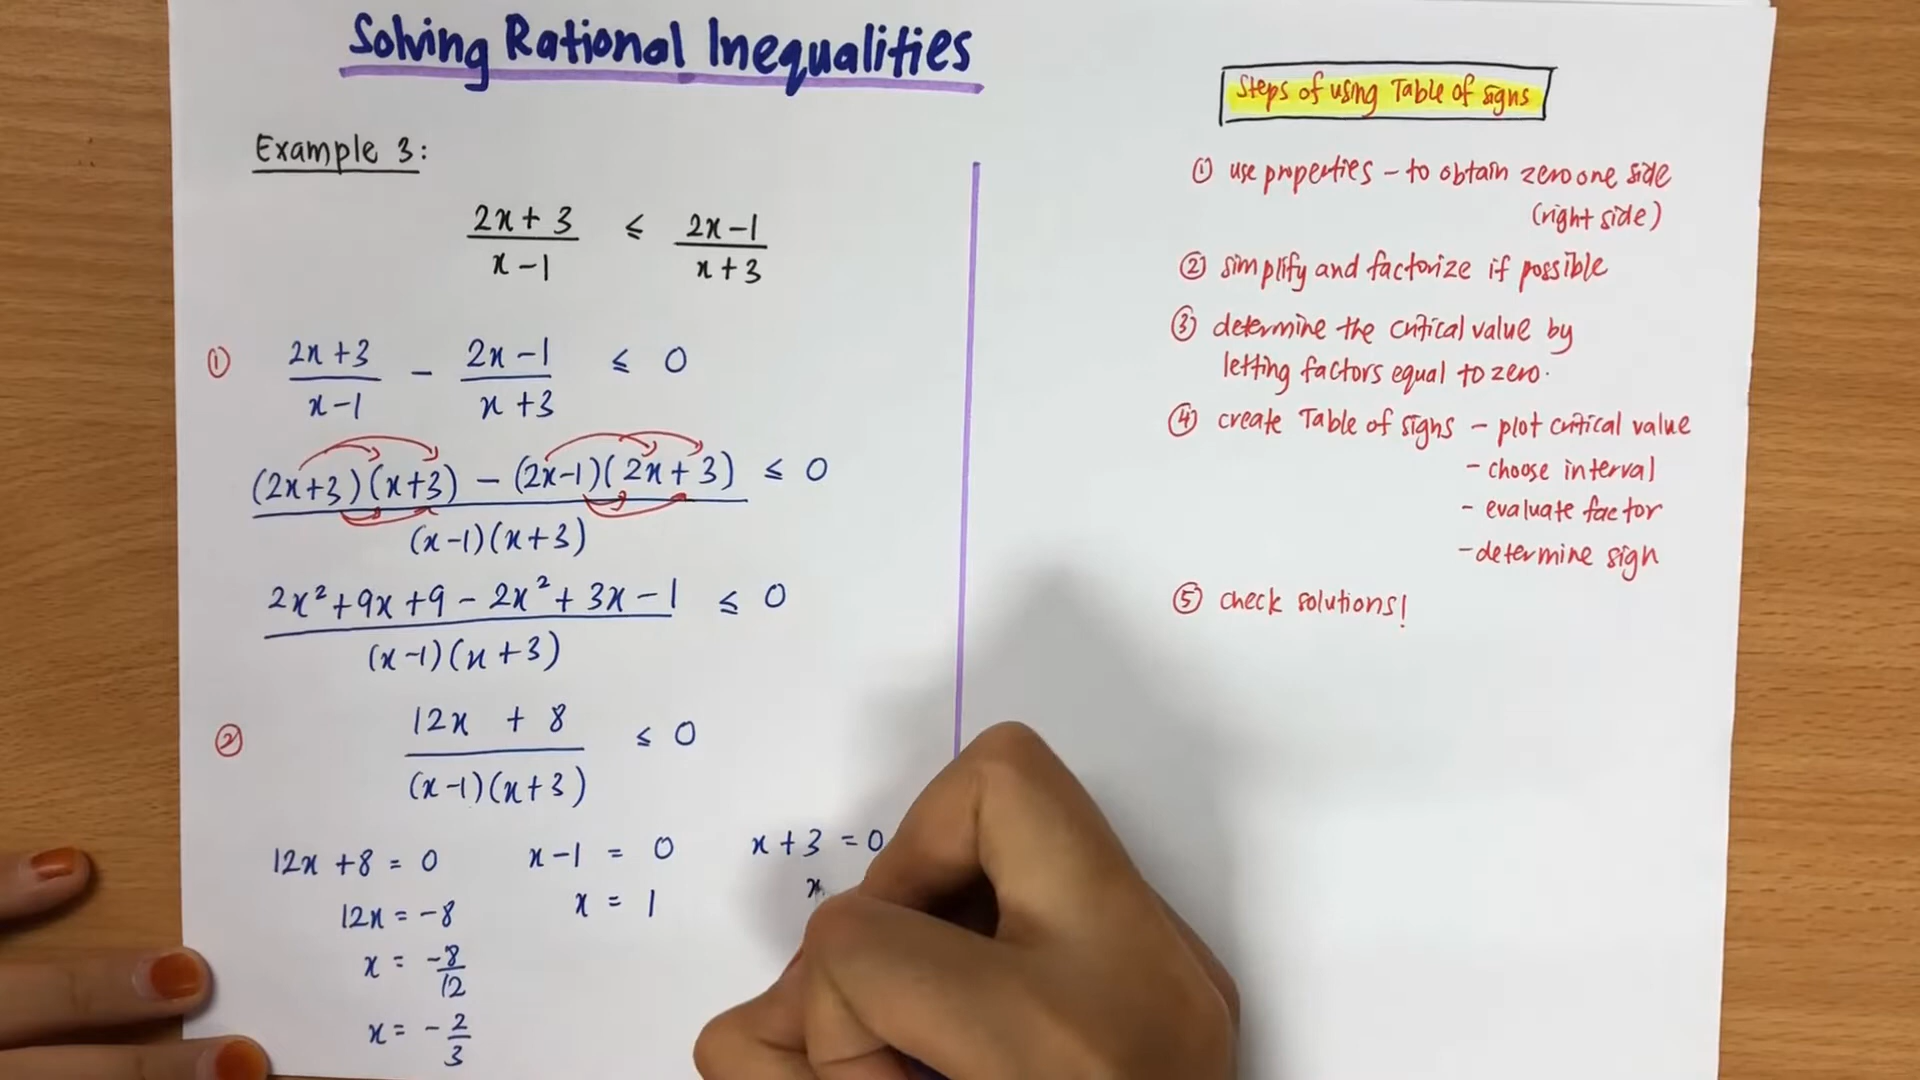 Solving Rational Inequalities
Example 3:
2x + 3 ≤ 2x - 1
x - 1 x + 3
① 2x + 3 - 2x - 1 ≤ 0
x - 1 x + 3
(2x+3)(x+3) - (2x-1)(2x+3) ≤ 0
(x-1)(x+3)
2x² + 9x + 9 - 2x² + 3x - 1 ≤ 0
(x-1)(x+3)
② 12x + 8 ≤ 0
(x-1)(x+3)
12x + 8 = 0
12x = -8
x = -8
12
x = - 2
3
x - 1 = 0
x = 1
x + 3 = 0
x
Steps of using Table of signs
① use properties - to obtain zero one side
(right side)
② simplify and factorize if possible
③ determine the critical value by
letting factors equal to zero.
④ create Table of signs - plot critical value
- choose interval
- evaluate factor
- determine sign
⑤ check solutions!